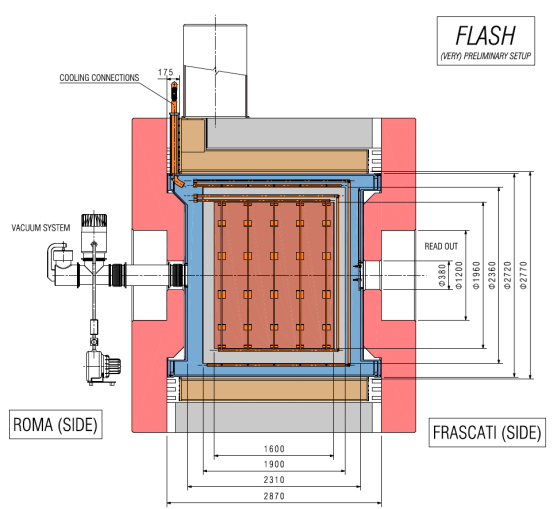 FLASH
(VERY) PRELIMINARY SETUP
175
COOLING CONNECTIONS
VACUUM SYSTEM
READ OUT
Φ380
Φ1200
Φ1960
Φ2360
Φ2720
Φ2770
ROMA (SIDE)
FRASCATI (SIDE)
1600
1900
2310
2870